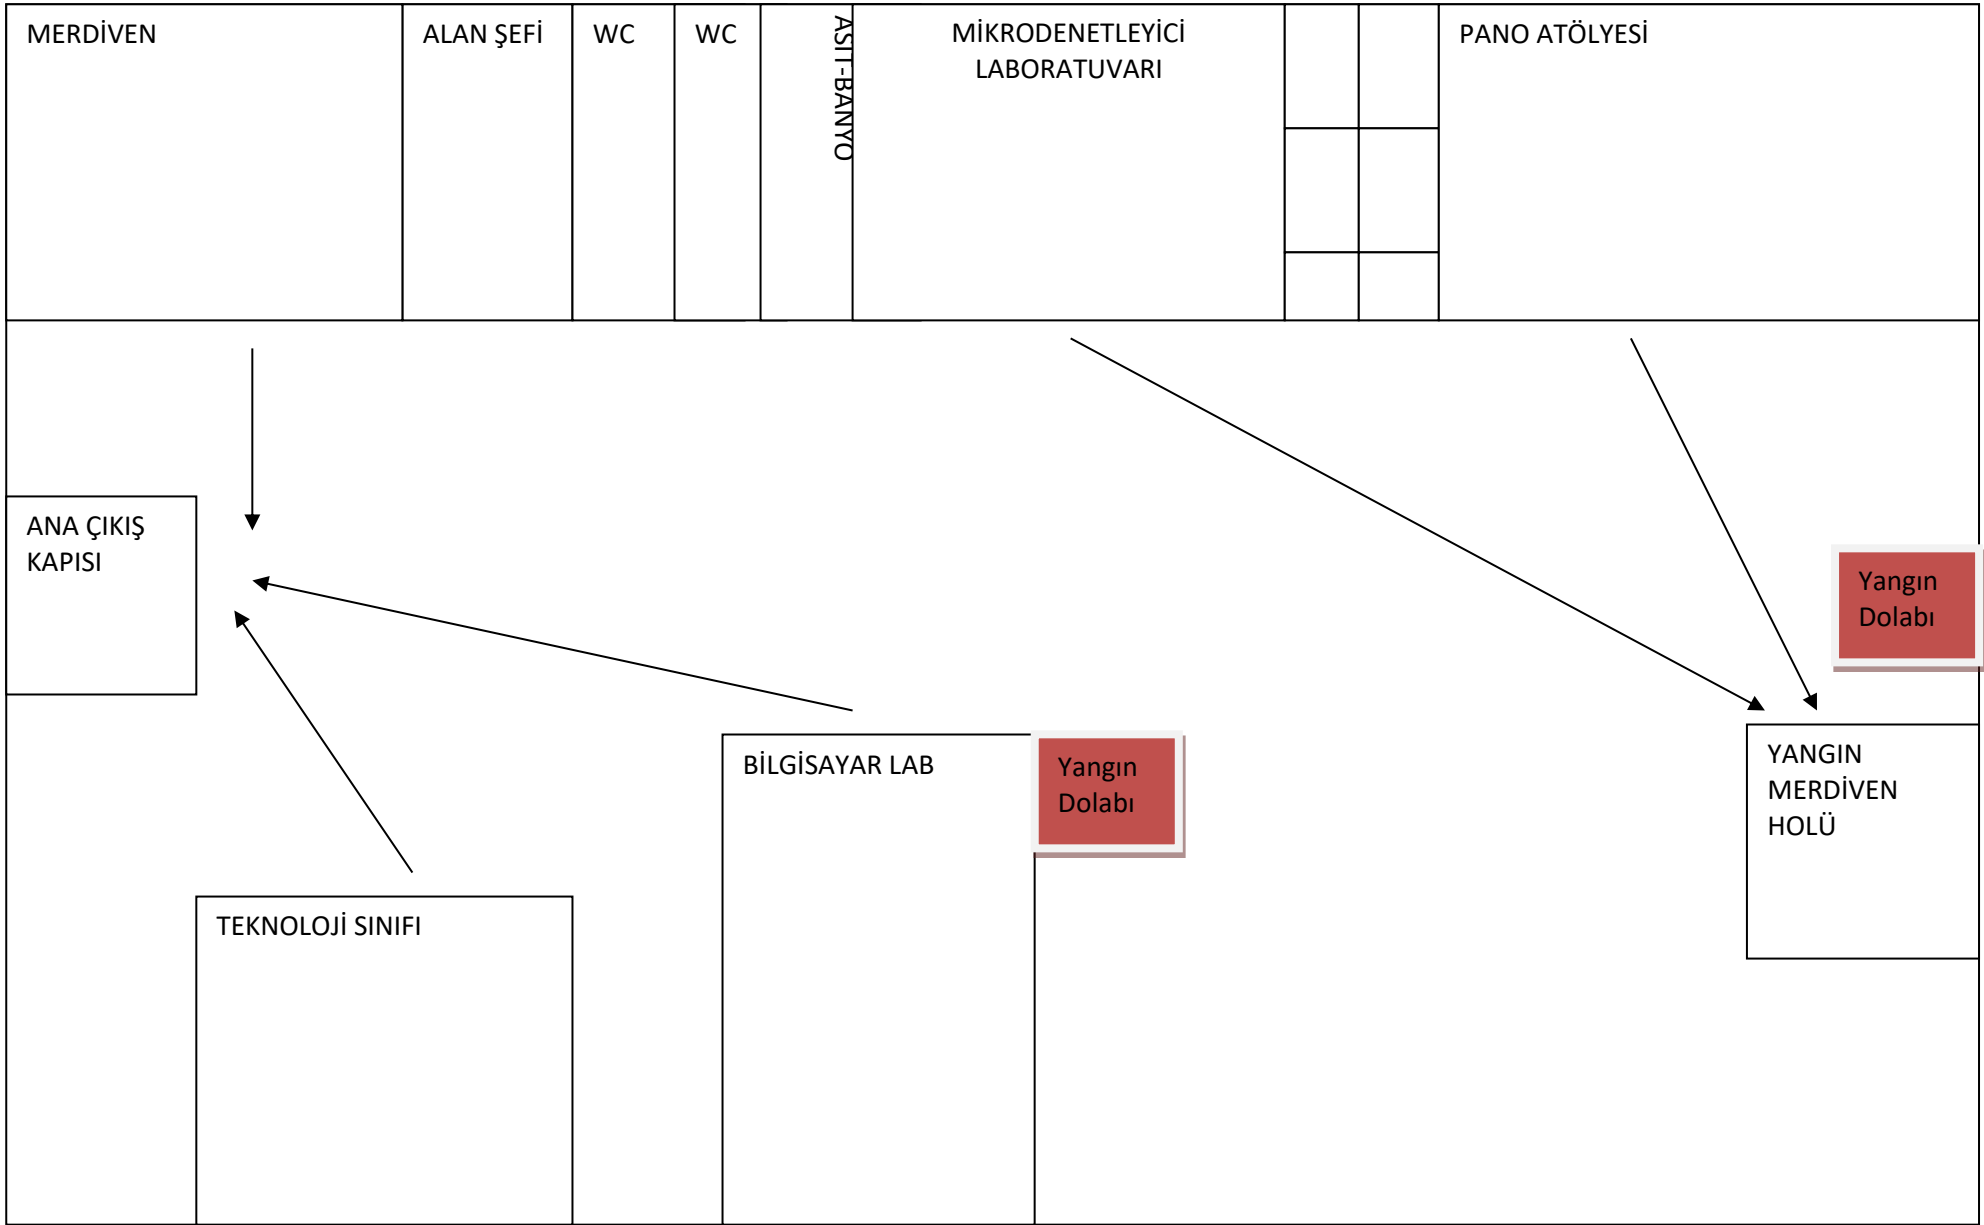 MERDİVEN
ALAN ŞEFİ
WC
WC
ASİT-BANYO
MİKRODENETLEYİCİ
LABORATUVARI
PANO ATÖLYESİ
ANA ÇIKIŞ
KAPISI
Yangın
Dolabı
BİLGİSAYAR LAB
Yangın
Dolabı
YANGIN
MERDİVEN
HOLÜ
TEKNOLOJİ SINIFI